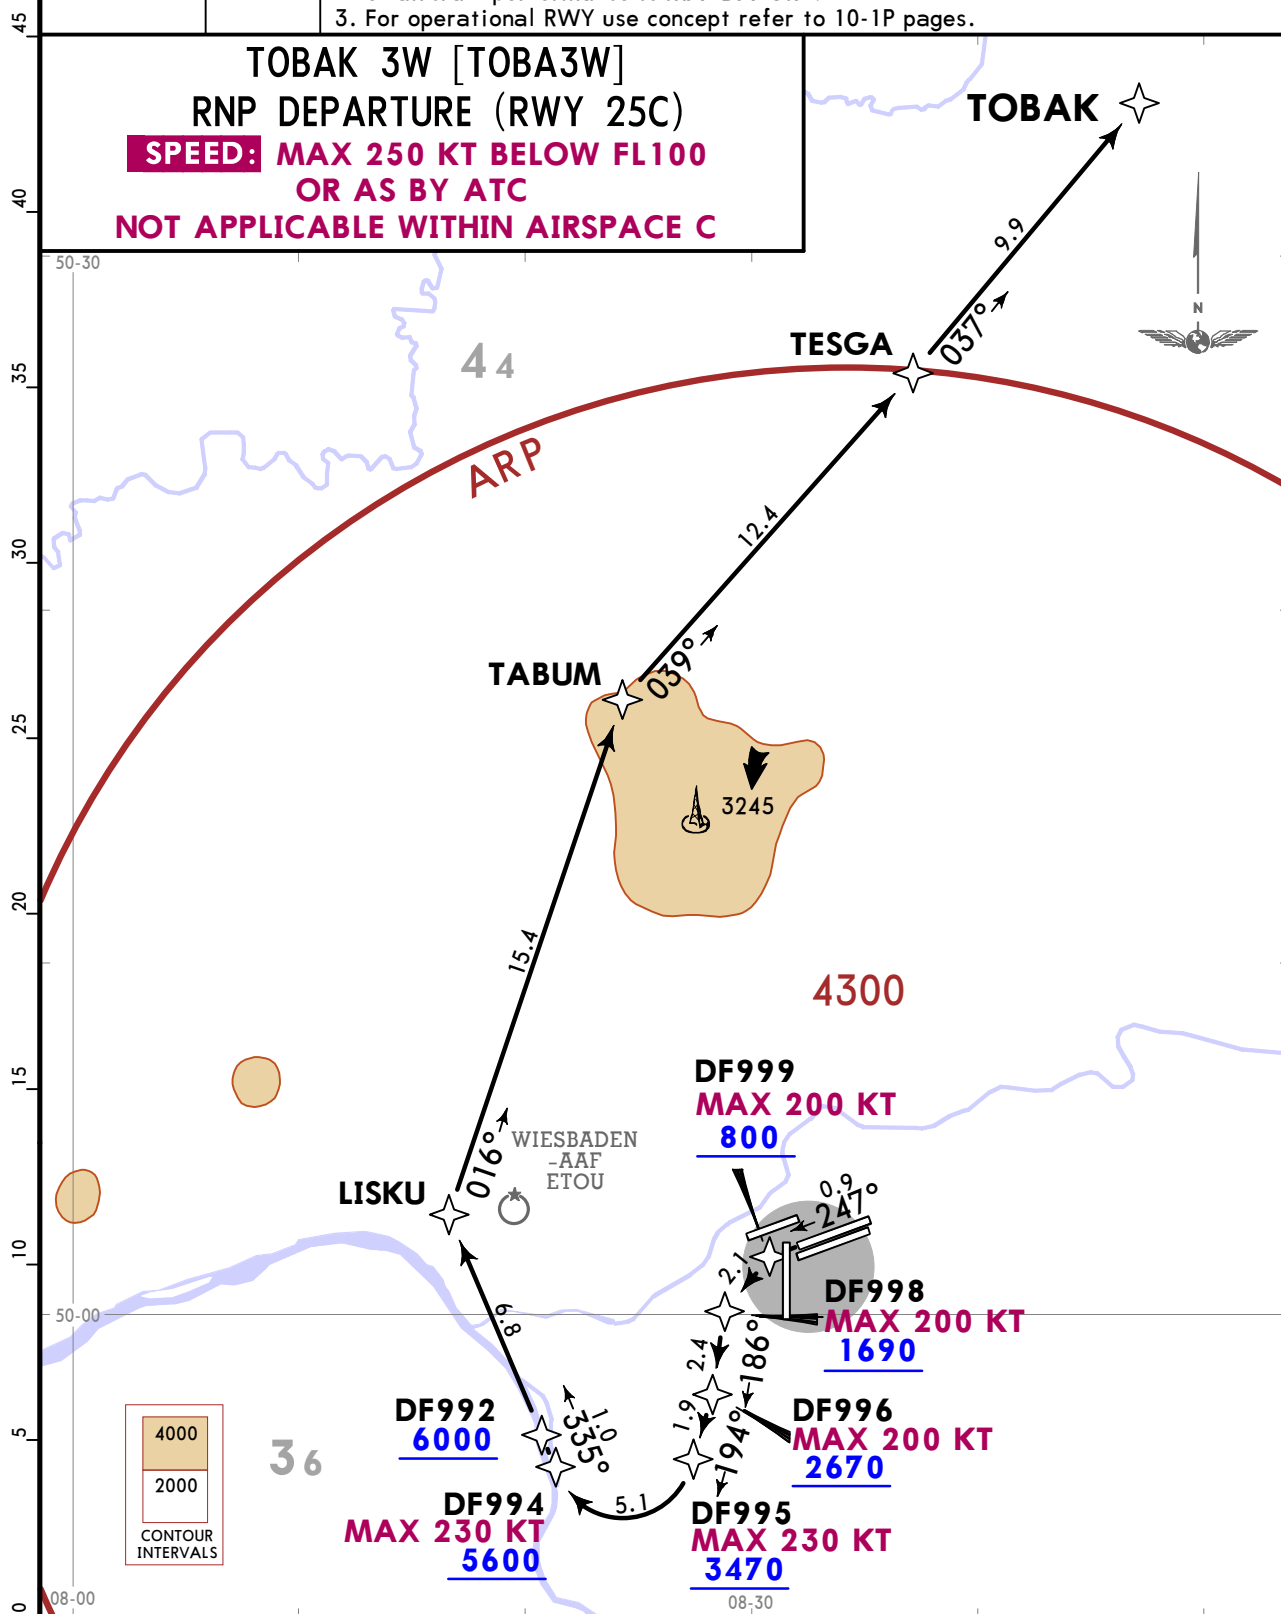 3. For operational RWY use concept refer to 10-1P pages.
TOBAK 3W [TOBA3W]
RNP DEPARTURE (RWY 25C)
SPEED: MAX 250 KT BELOW FL100
OR AS BY ATC
NOT APPLICABLE WITHIN AIRSPACE C
45
40
35
30
25
20
15
10
5
0
50-30
TOBAK
9.9
N
037°
TESGA
44
ARP
12.4
039°
TABUM
3245
15.4
4300
DF999
MAX 200 KT
800
016°
WIESBADEN
-AAF
ETOU
LISKU
0.9
247°
2.1
DF998
MAX 200 KT
1690
50-00
6.8
2.4
186°
DF992
6000
1.0
335°
1.9
194°
DF996
MAX 200 KT
2670
4000
2000
CONTOUR
INTERVALS
36
DF994
MAX 230 KT
5600
5.1
DF995
MAX 230 KT
3470
08-00
08-30